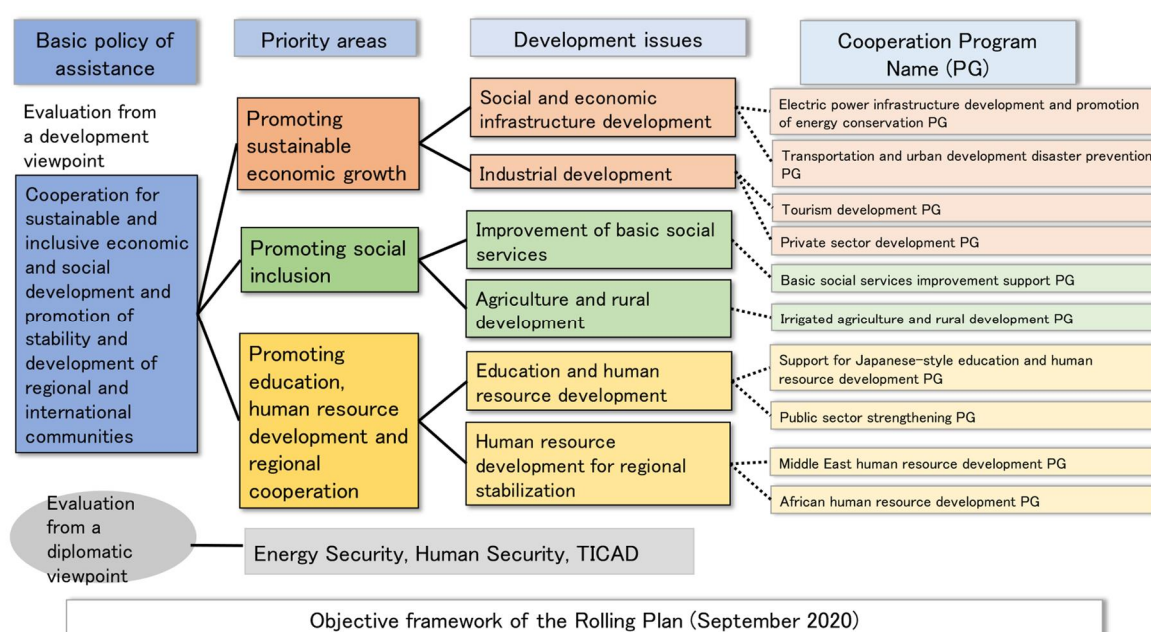 Basic policy of
assistance
Priority areas
Development issues
Cooperation Program
Name (PG)
Evaluation from
a development
viewpoint
Cooperation for
sustainable and
inclusive economic
and social
development and
promotion of
stability and
development of
regional and
international
communities
Promoting
sustainable
economic growth
Social and economic
infrastructure development
Industrial development
Electric power infrastructure development and promotion
of energy conservation PG
Transportation and urban development disaster prevention
PG
Tourism development PG
Private sector development PG
Promoting social
inclusion
Improvement of basic social
services
Agriculture and rural
development
Basic social services improvement support PG
Irrigated agriculture and rural development PG
Promoting
education,
human resource
development and
regional
cooperation
Education and human
resource development
Human resource
development for regional
stabilization
Support for Japanese-style education and human
resource development PG
Public sector strengthening PG
Middle East human resource development PG
African human resource development PG
Evaluation
from a
diplomatic
viewpoint
Energy Security, Human Security, TICAD
Objective framework of the Rolling Plan (September 2020)